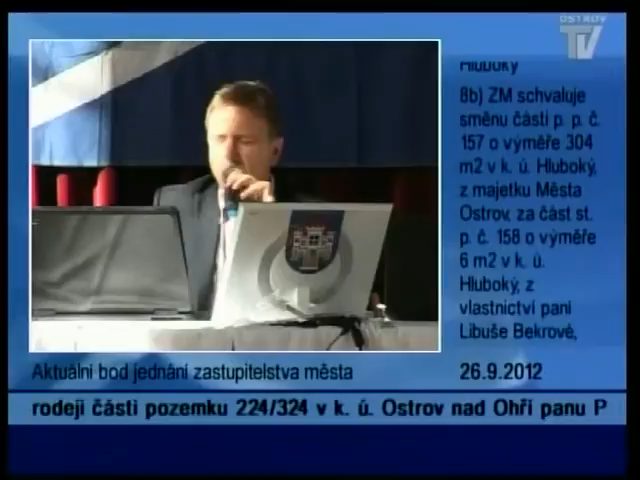 OSTROV
TV
Hluboký
8b) ZM schvaluje
směnu části p. p. č.
157 o výměře 304
m2 v k. ú. Hluboký,
z majetku Města
Ostrov, za část st.
p. č. 158 o výměře
6 m2 v k. ú.
Hluboký, z
vlastnictví paní
Libuše Bekrové,
Aktuální bod jednání zastupitelstva města
26.9.2012
rodeji části pozemku 224/324 v k. ú. Ostrov nad Ohří panu P